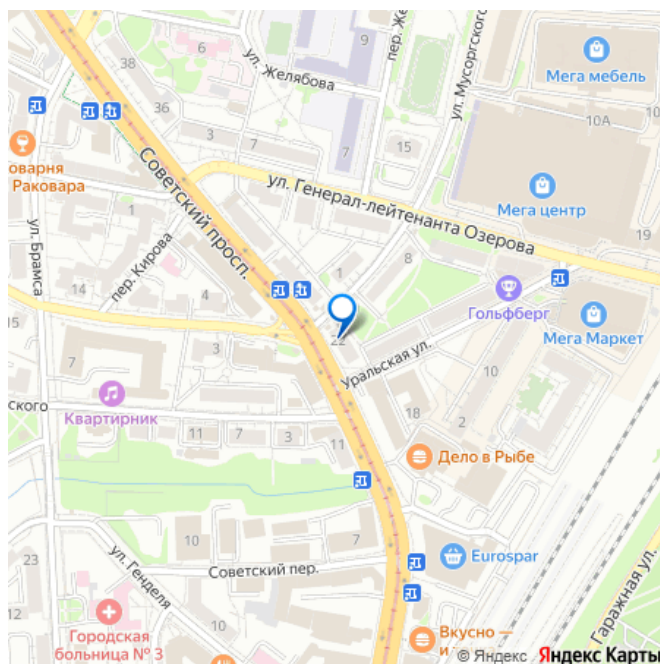 38
6
9
пер. Же
ул. Желябова
ул. Мусоргского
Мега мебель
10А
36
3
7
7
15
оварня
Раковара
Советский просп.
ул. Генерал-лейтенанта Озерова
Мега центр
19
1
пер. Кирова
ул. Брамса
14
4
1
8
Гольфберг
15
22
Мега Маркет
7
Уральская ул.
10
ского
Квартирник
18
2
11
7
3
11
Дело в Рыбе
10
7
23
ул. Генделя
Советский пер.
Eurospar
12
10
Городская
больница № 3
Вкусно —
и
Гаражная ул.
© Яндекс Яндекс Карты